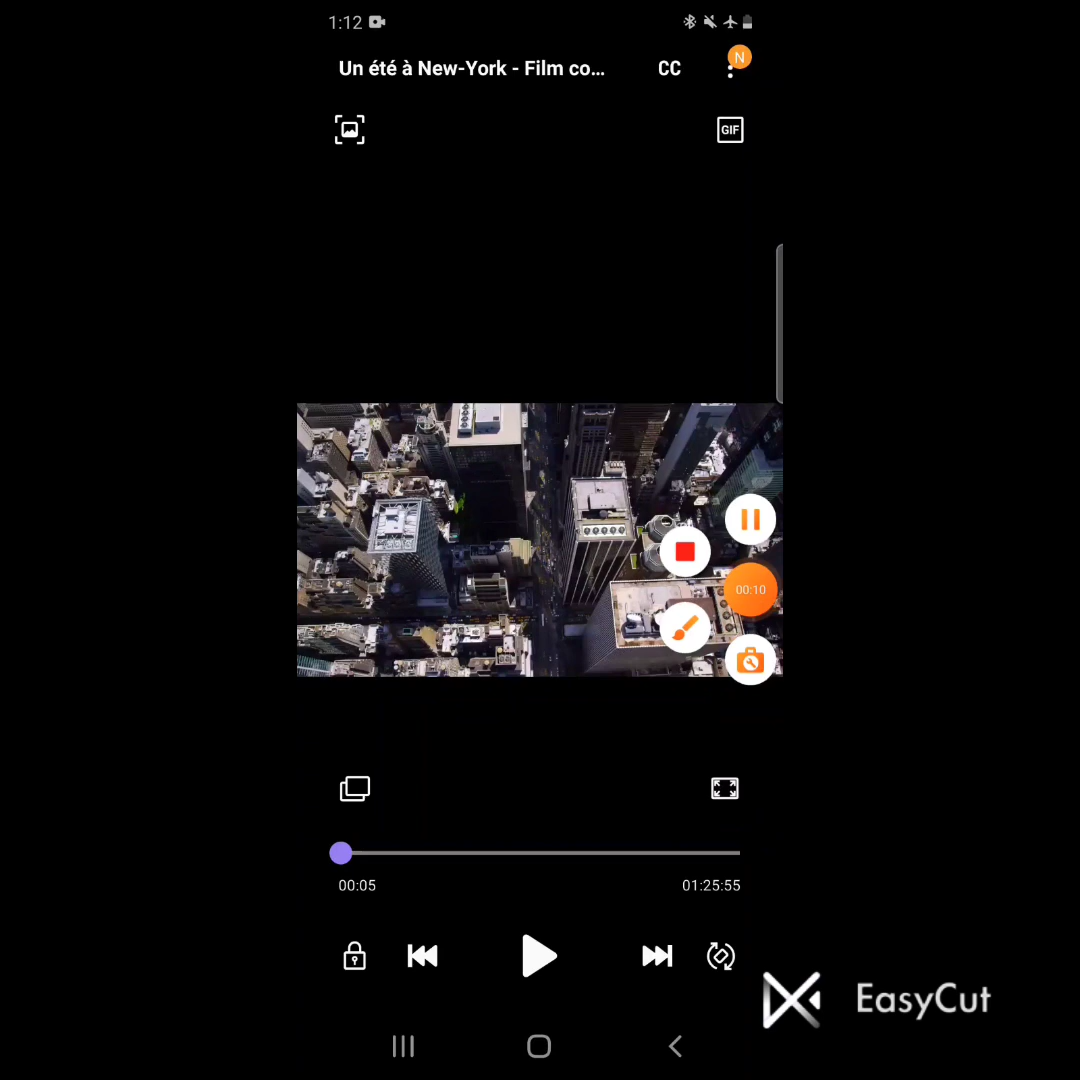 1:12
N
Un été à New-York - Film co...
CC
GIF
00:10
00:05
01:25:55
EasyCut